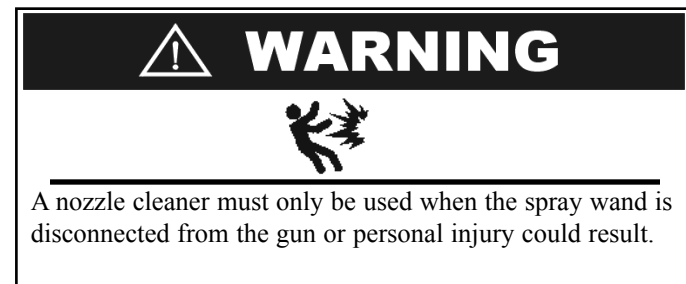 WARNING
A nozzle cleaner must only be used when the spray wand is
disconnected from the gun or personal injury could result.